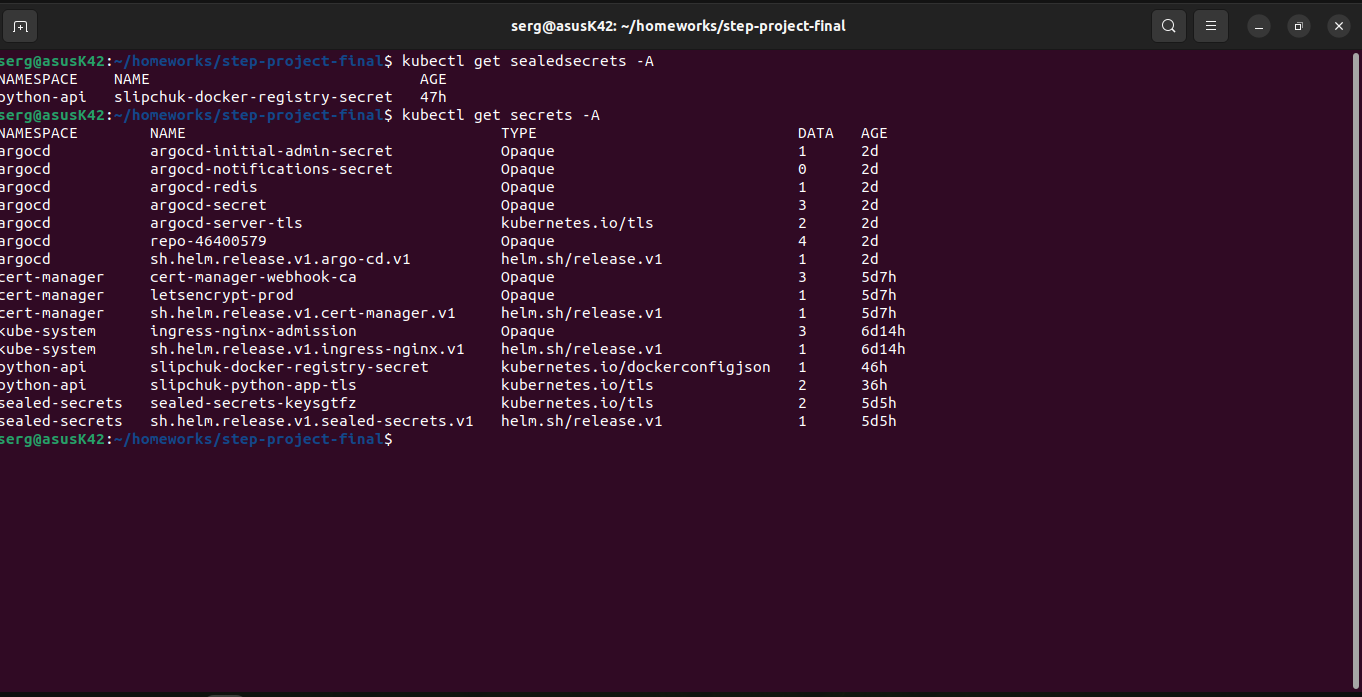 serg@asusK42: ~/homeworks/step-project-final
serg@asusK42:~/homeworks/step-project-final$ kubectl get sealedsecrets -A
NAMESPACE    NAME                              AGE
python-api   slipchuk-docker-registry-secret   47h
serg@asusK42:~/homeworks/step-project-final$ kubectl get secrets -A
NAMESPACE        NAME                                   TYPE                             DATA   AGE
argocd           argocd-initial-admin-secret            Opaque                           1      2d
argocd           argocd-notifications-secret            Opaque                           0      2d
argocd           argocd-redis                           Opaque                           1      2d
argocd           argocd-secret                          Opaque                           3      2d
argocd           argocd-server-tls                      kubernetes.io/tls                2      2d
argocd           repo-46400579                          Opaque                           4      2d
argocd           sh.helm.release.v1.argo-cd.v1          helm.sh/release.v1               1      2d
cert-manager     cert-manager-webhook-ca                Opaque                           3      5d7h
cert-manager     letsencrypt-prod                       Opaque                           1      5d7h
cert-manager     sh.helm.release.v1.cert-manager.v1     helm.sh/release.v1               1      5d7h
kube-system      ingress-nginx-admission                Opaque                           3      6d14h
kube-system      sh.helm.release.v1.ingress-nginx.v1    helm.sh/release.v1               1      6d14h
python-api       slipchuk-docker-registry-secret        kubernetes.io/dockerconfigjson   1      46h
python-api       slipchuk-python-app-tls                kubernetes.io/tls                2      36h
sealed-secrets   sealed-secrets-keysgtfz                kubernetes.io/tls                2      5d5h
sealed-secrets   sh.helm.release.v1.sealed-secrets.v1   helm.sh/release.v1               1      5d5h
serg@asusK42:~/homeworks/step-project-final$